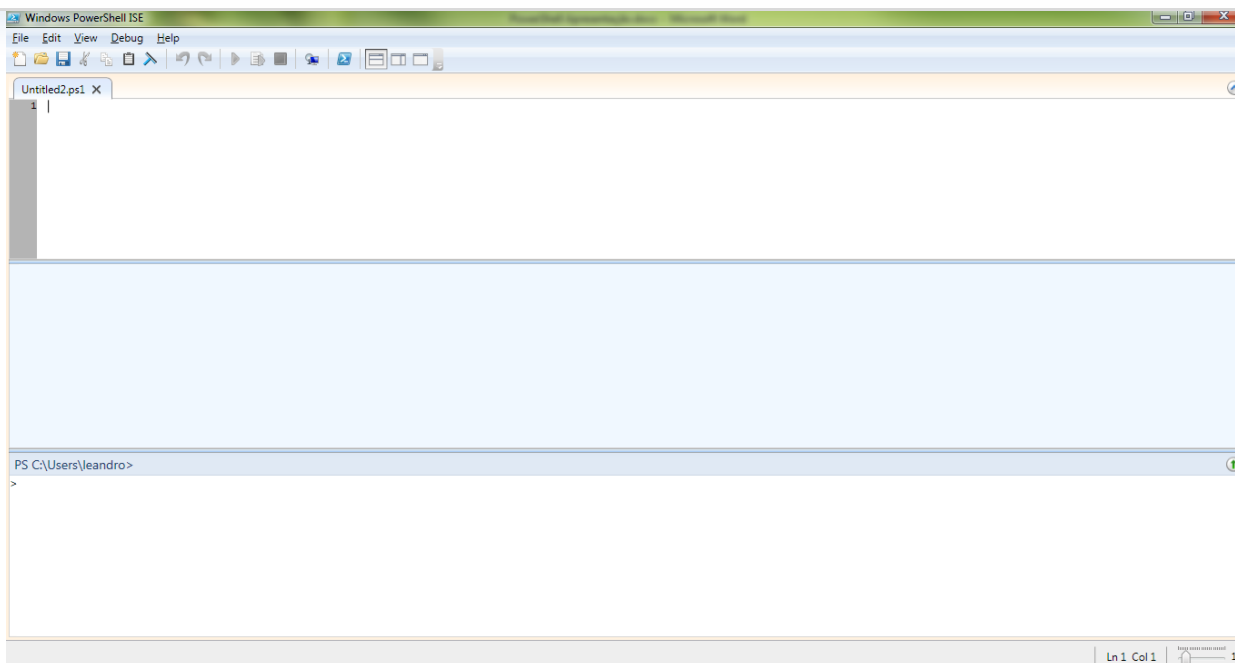 Windows PowerShell ISE
File Edit View Debug Help
Untitled2.ps1 X
1
PS C:\Users\leandro>
>
Ln 1 Col 1